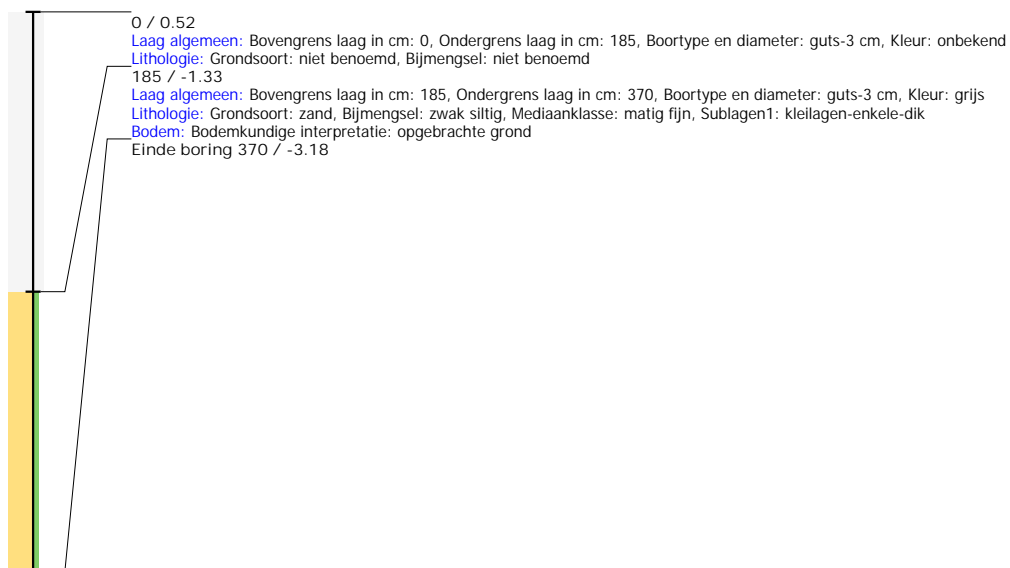 0 / 0.52
Laag algemeen: Bovengrens laag in cm: 0, Ondergrens laag in cm: 185, Boortype en diameter: guts-3 cm, Kleur: onbekend
Lithologie: Grondsoort: niet benoemd, Bijmengsel: niet benoemd
185 / -1.33
Laag algemeen: Bovengrens laag in cm: 185, Ondergrens laag in cm: 370, Boortype en diameter: guts-3 cm, Kleur: grijs
Lithologie: Grondsoort: zand, Bijmengsel: zwak siltig, Mediaanklasse: matig fijn, Sublagen1: kleilagen-enkele-dik
Bodem: Bodemkundige interpretatie: opgebrachte grond
Einde boring 370 / -3.18